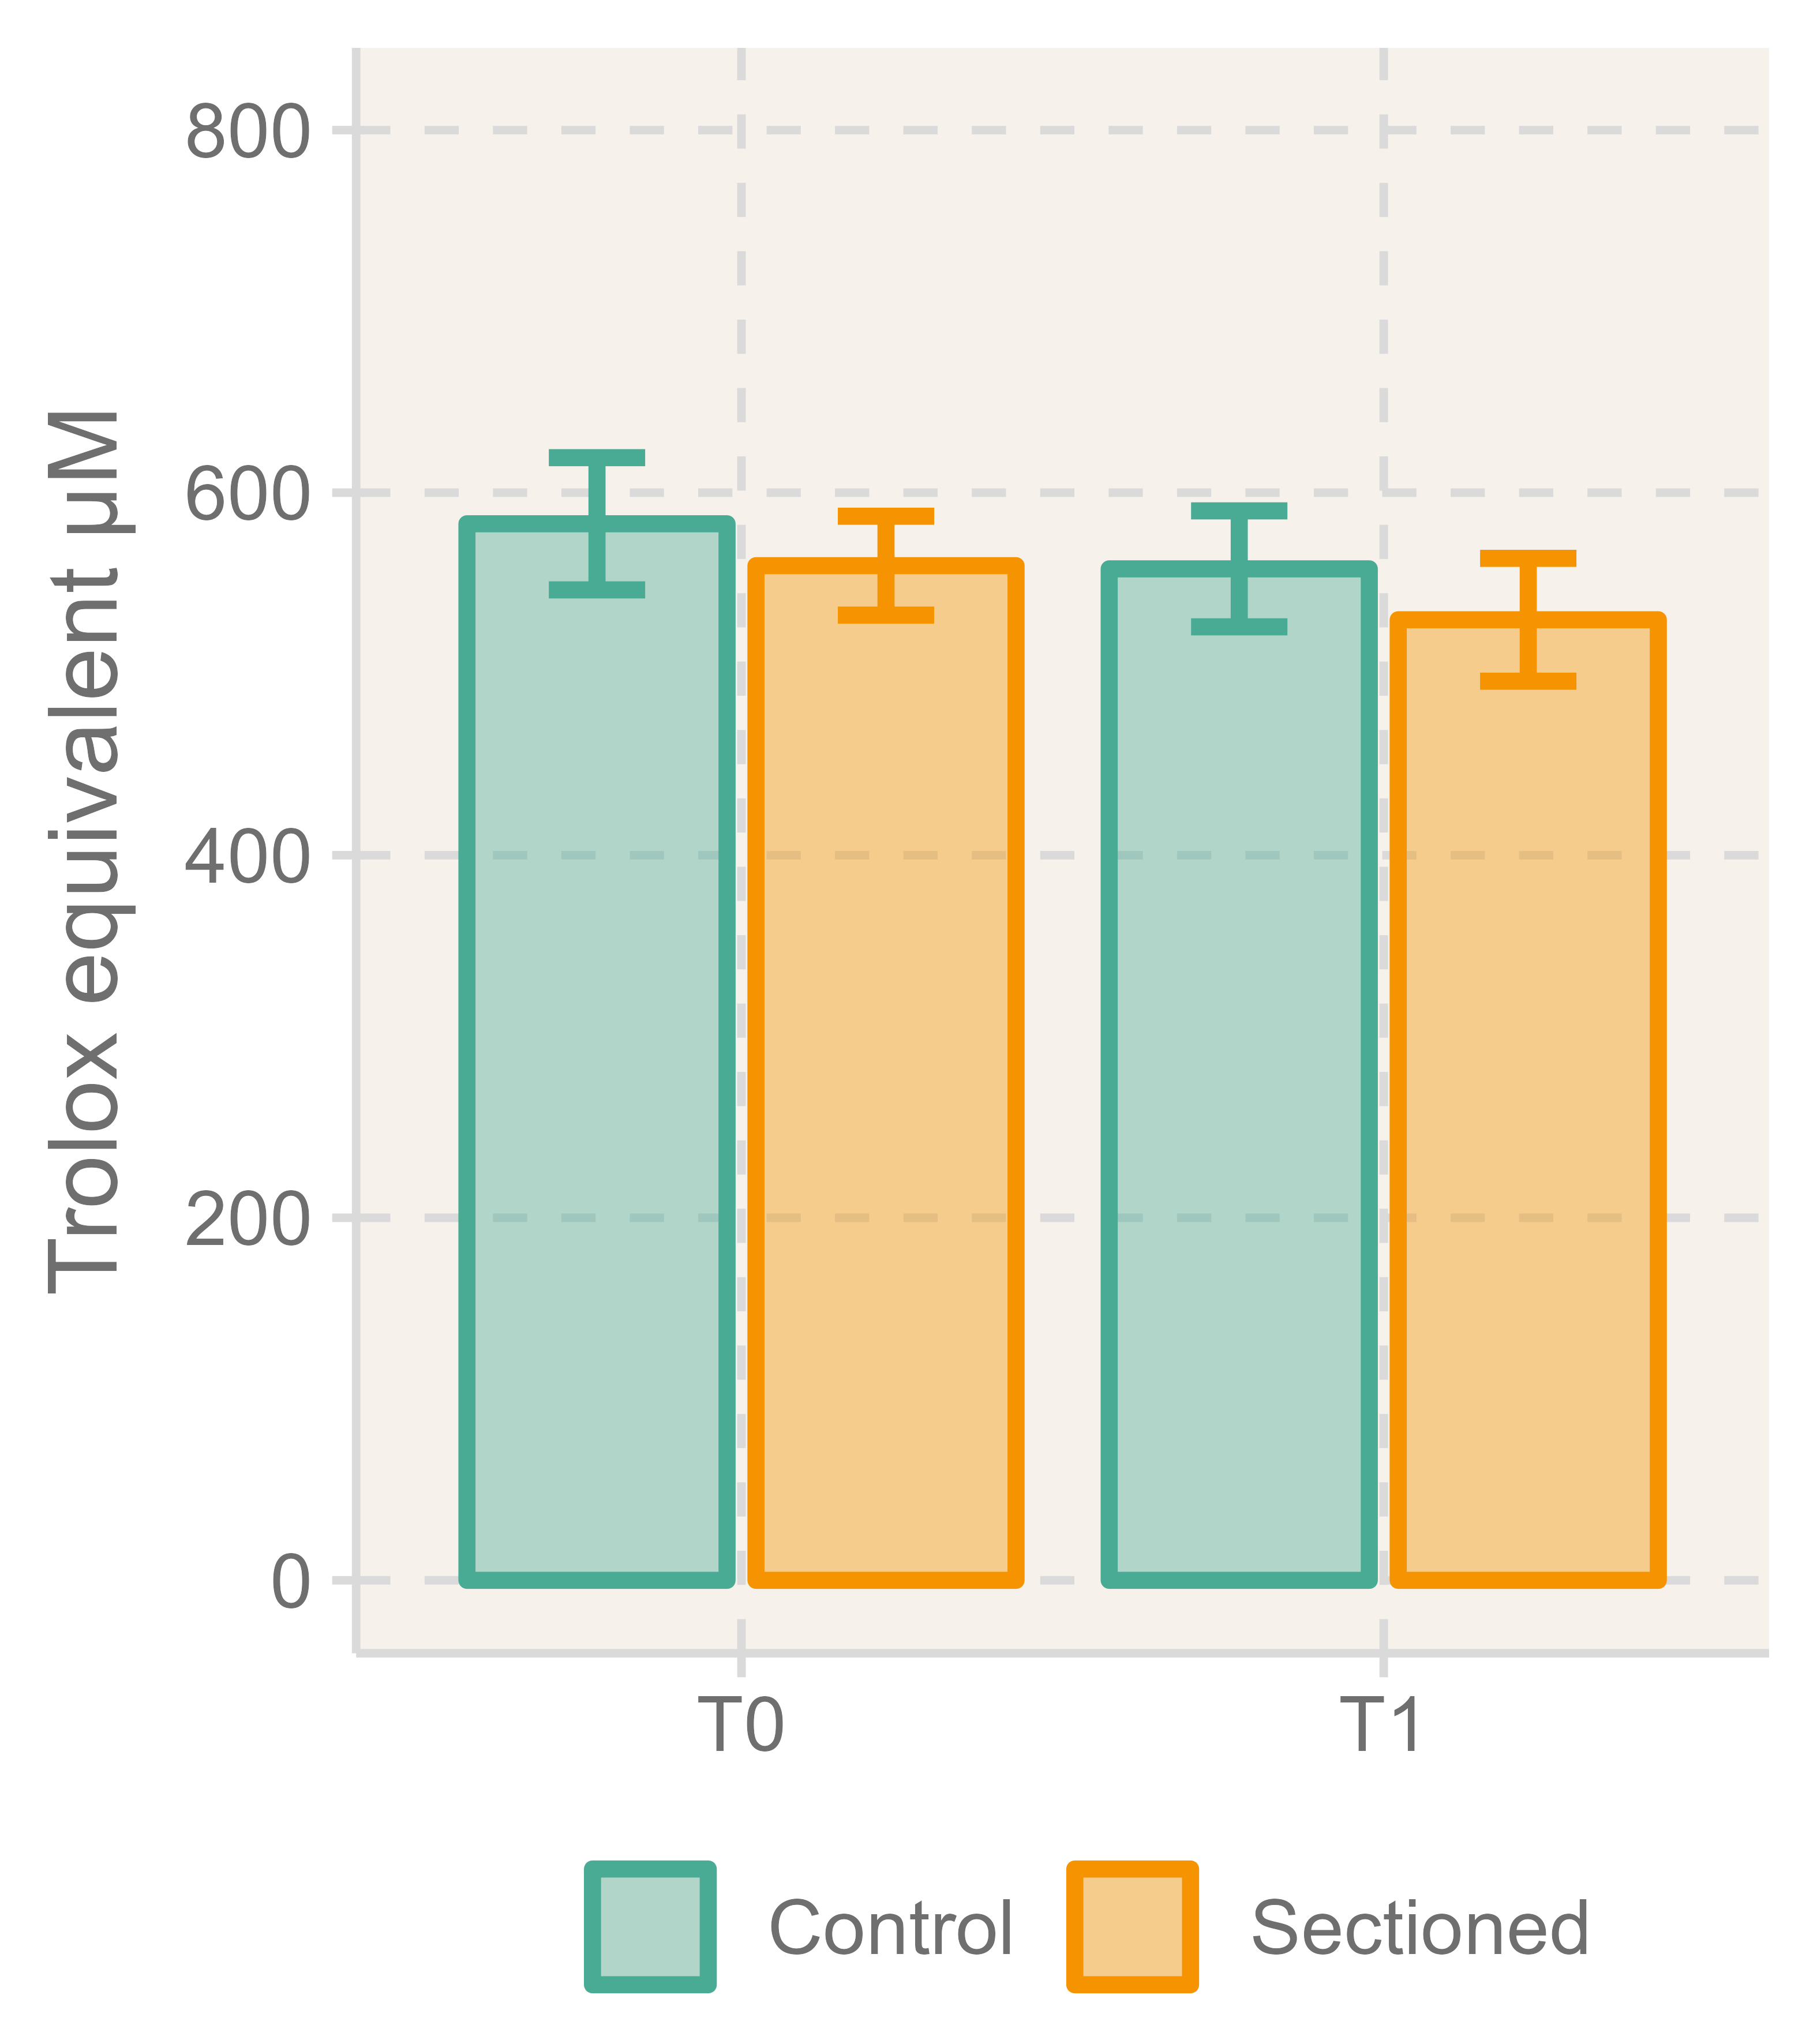 Trolox equivalent µM
800
600
400
200
0
T0 T1
Control Sectioned